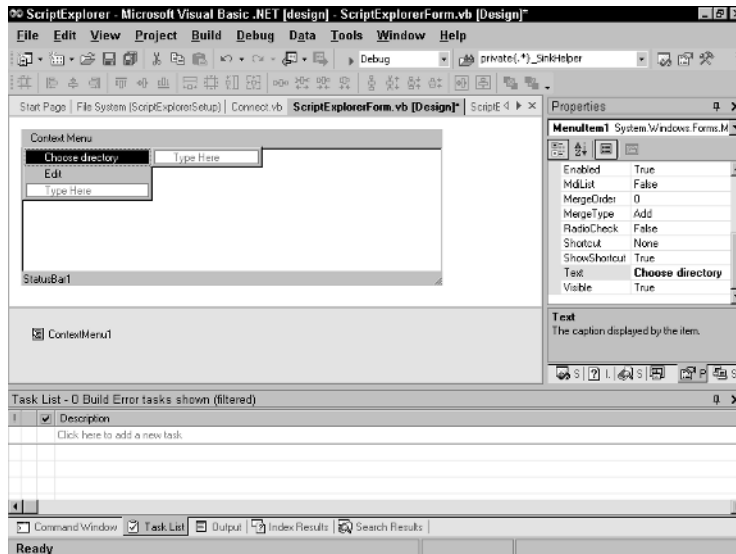 ScriptExplorer - Microsoft Visual Basic .NET [design] - ScriptExplorerForm.vb [Design]*
File Edit View Project Build Debug Data Tools Window Help
Debug private(.*)_SinkHelper
Start Page | File System (ScriptExplorerSetup) | Connect.vb ScriptExplorerForm.vb [Design]* | ScriptE
Properties
Context Menu
MenuItem1 System.Windows.Forms.M
Choose directory Type Here
Edit
Type Here
StatusBar1
Enabled True
MdiList False
MergeOrder 0
MergeType Add
RadioCheck False
Shortcut None
ShowShortcut True
Text Choose directory
Visible True
ContextMenu1
Text
The caption displayed by the item.
S I. S P S
Task List - 0 Build Error tasks shown (filtered)
! Description
Click here to add a new task
Command Window Task List Output Index Results Search Results
Ready